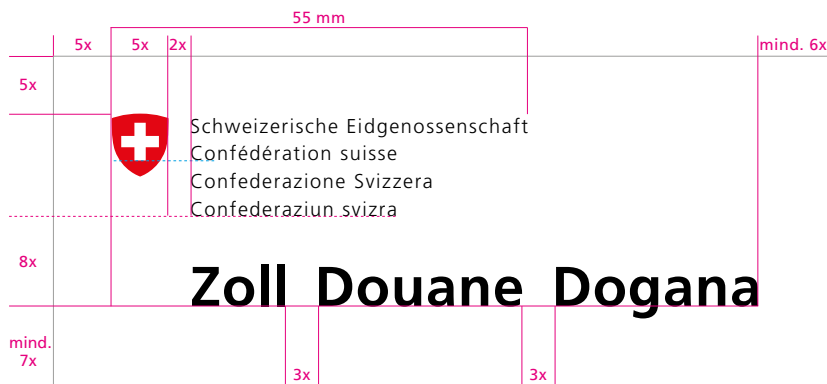 55 mm
5x 5x 2x mind. 6x
5x
Schweizerische Eidgenossenschaft
Confédération suisse
Confederazione Svizzera
Confederaziun svizra
8x
Zoll Douane Dogana
mind.
7x
3x 3x